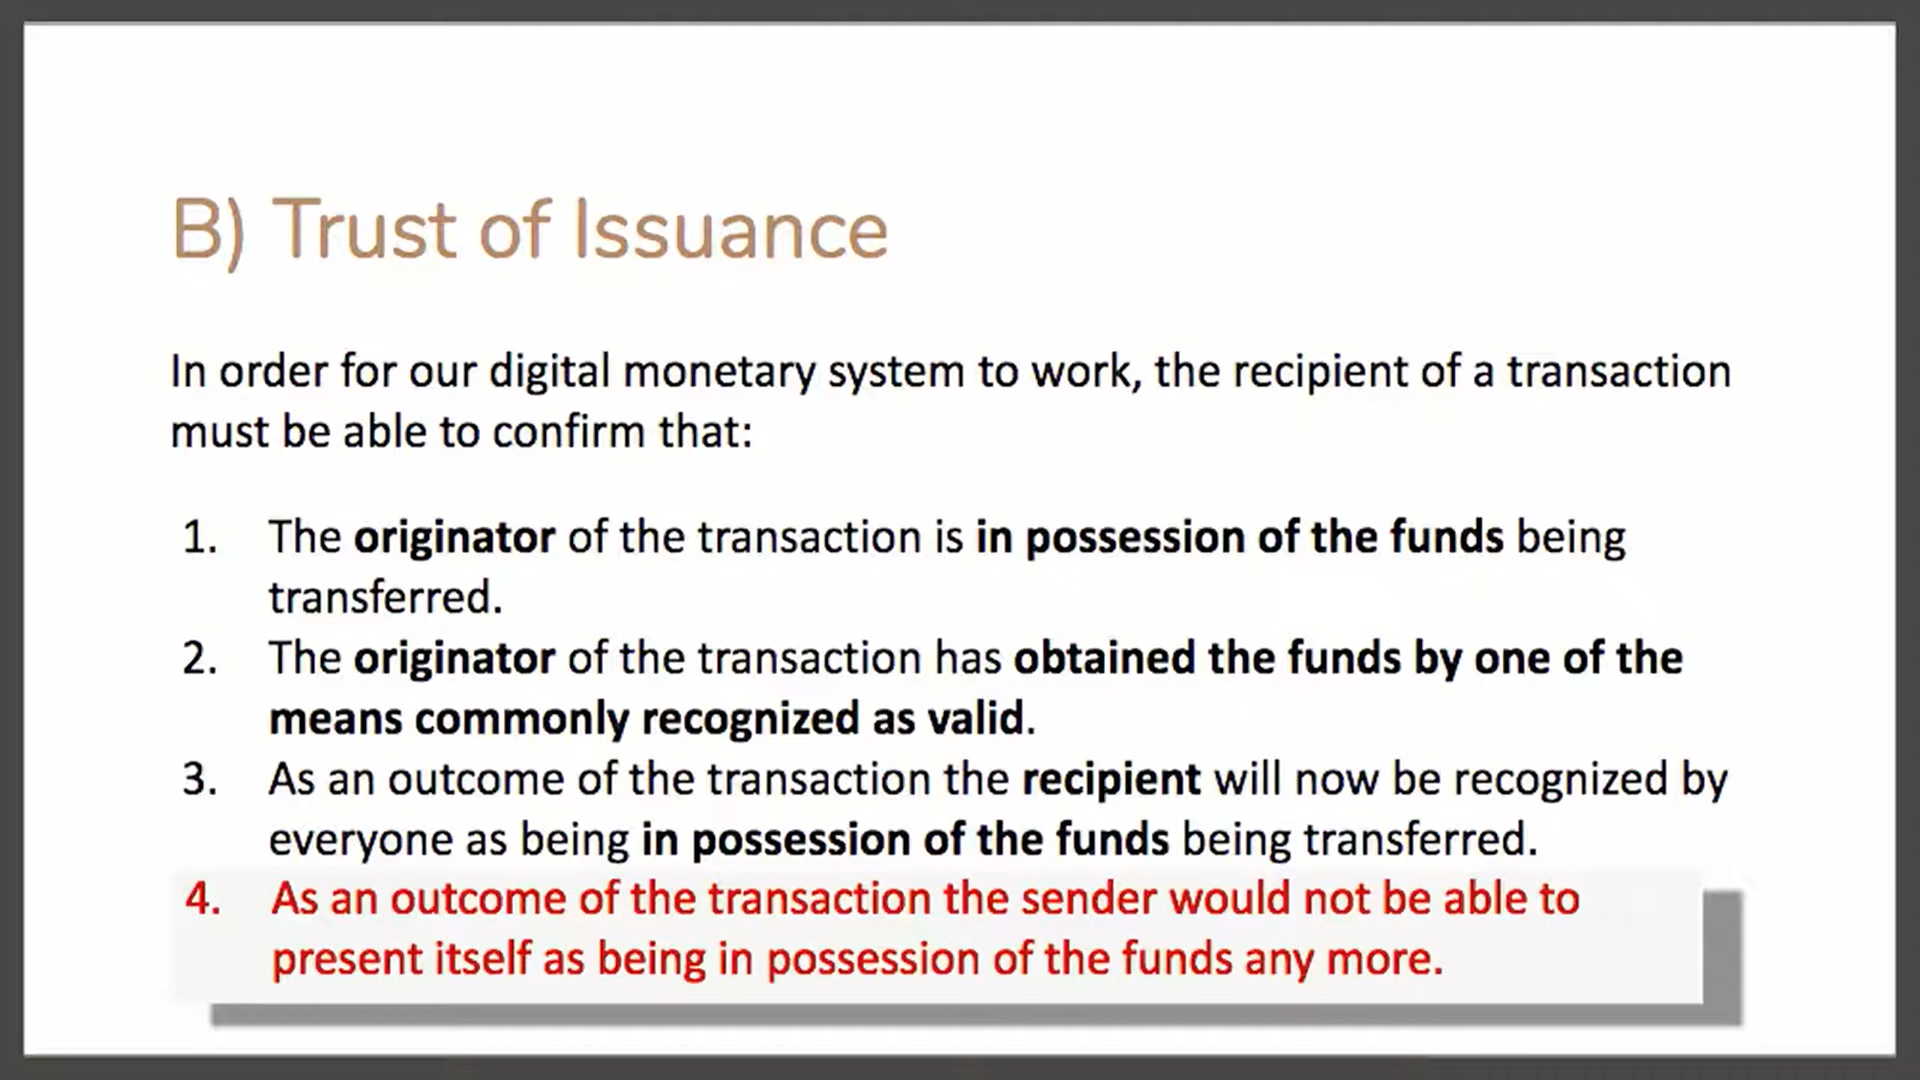 B) Trust of Issuance
In order for our digital monetary system to work, the recipient of a transaction
must be able to confirm that:
1. The originator of the transaction is in possession of the funds being
transferred.
2. The originator of the transaction has obtained the funds by one of the
means commonly recognized as valid.
3. As an outcome of the transaction the recipient will now be recognized by
everyone as being in possession of the funds being transferred.
4. As an outcome of the transaction the sender would not be able to
present itself as being in possession of the funds any more.